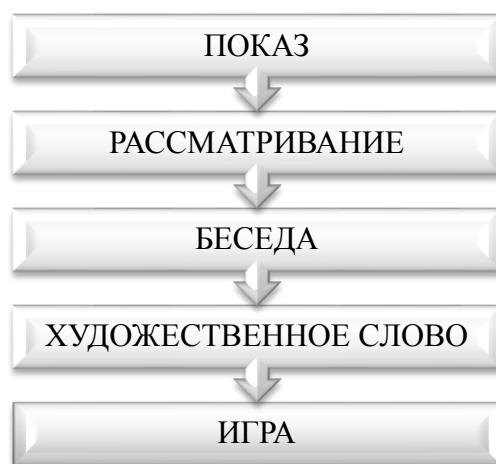 ПОКАЗ
РАССМАТРИВАНИЕ
БЕСЕДА
ХУДОЖЕСТВЕННОЕ СЛОВО
ИГРА